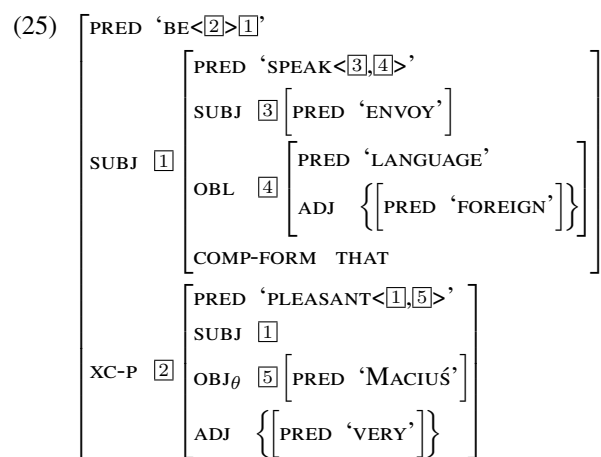 (25) PRED ‘BE<2>1’
PRED ‘SPEAK<3,4>’
SUBJ 3 [PRED ‘ENVOY’]
SUBJ 1
PRED ‘LANGUAGE’
OBL 4
ADJ {[PRED ‘FOREIGN’]}
COMP-FORM THAT
PRED ‘PLEASANT<1,5>’
SUBJ 1
XC-P 2
OBJθ 5 [PRED ‘MACIUŚ’]
ADJ {[PRED ‘VERY’]}